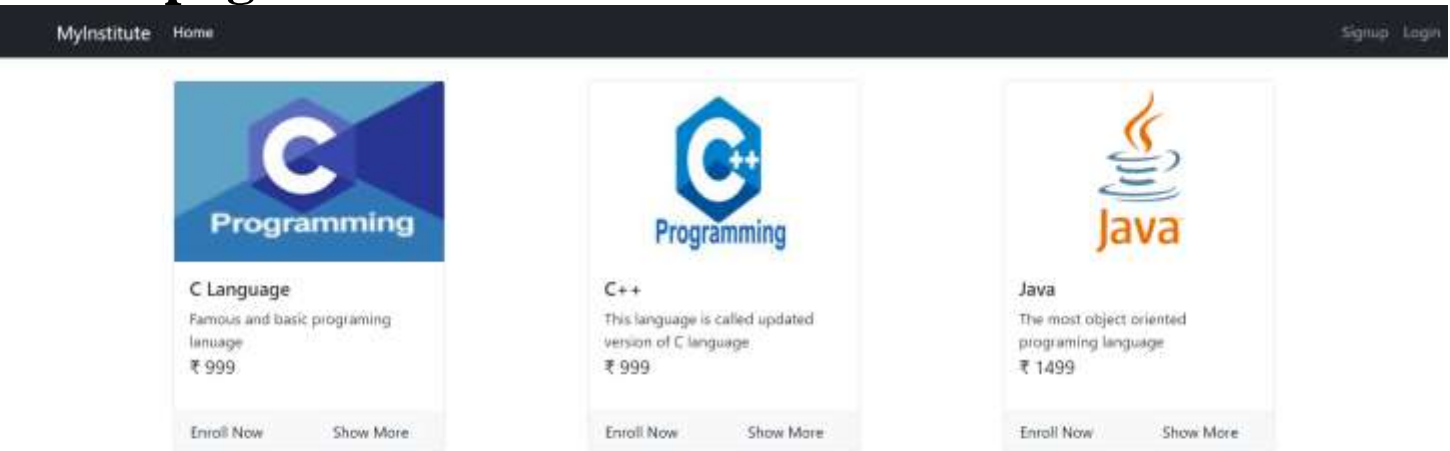 MyInstitute Home Signup Login
C
Programming
C++
Programming
Java
C Language
Famous and basic programing
lanuage
₹ 999
Enroll Now Show More
C++
This language is called updated
version of C language
₹ 999
Enroll Now Show More
Java
The most object oriented
programing language
₹ 1499
Enroll Now Show More